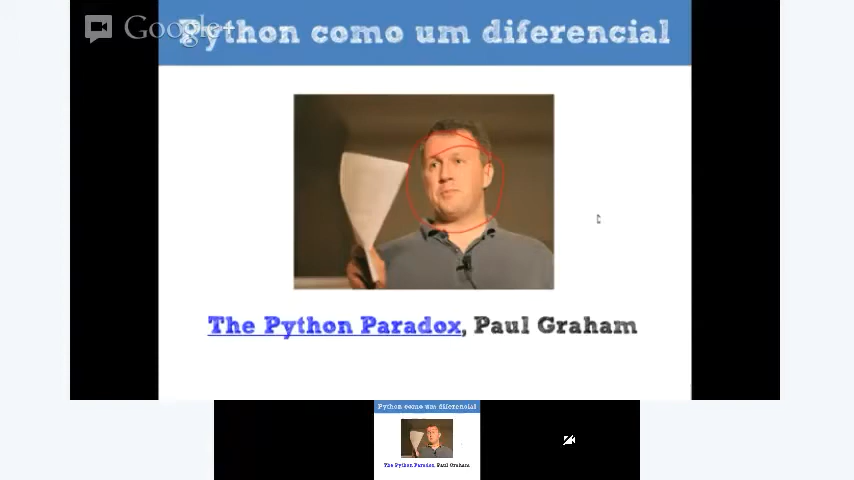 Google+
Python como um diferencial
The Python Paradox, Paul Graham
Python como um diferencial
The Python Paradox, Paul Graham